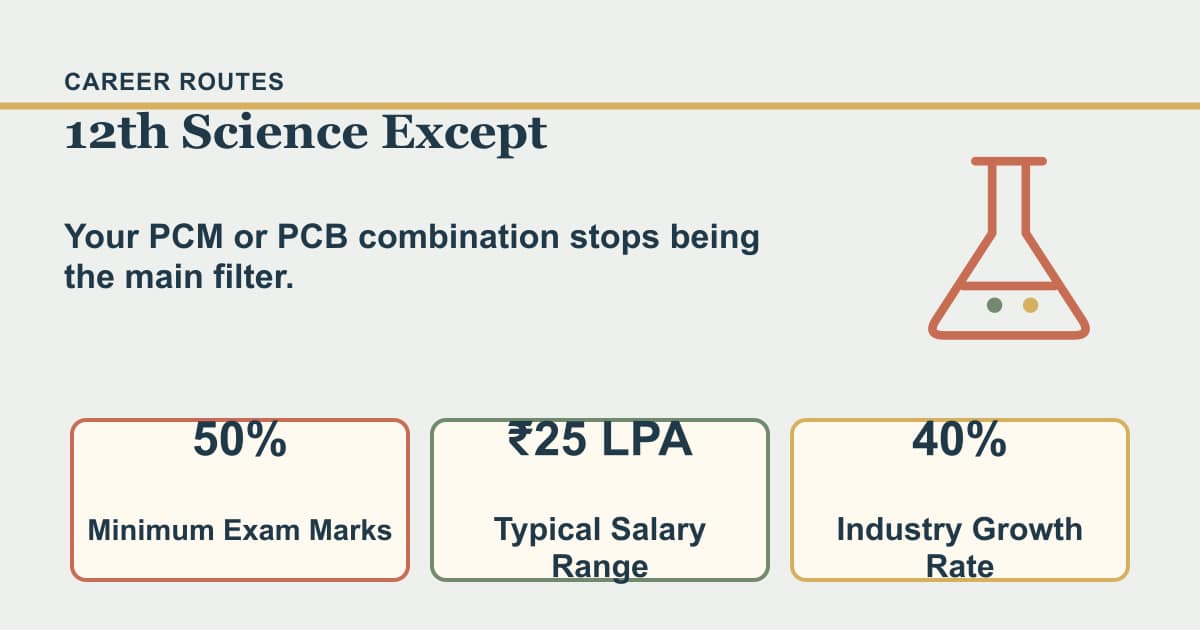 CAREER ROUTES
12th Science Except
Your PCM or PCB combination stops being
the main filter.
50%
Minimum Exam Marks
₹25 LPA
Typical Salary
Range
40%
Industry Growth
Rate